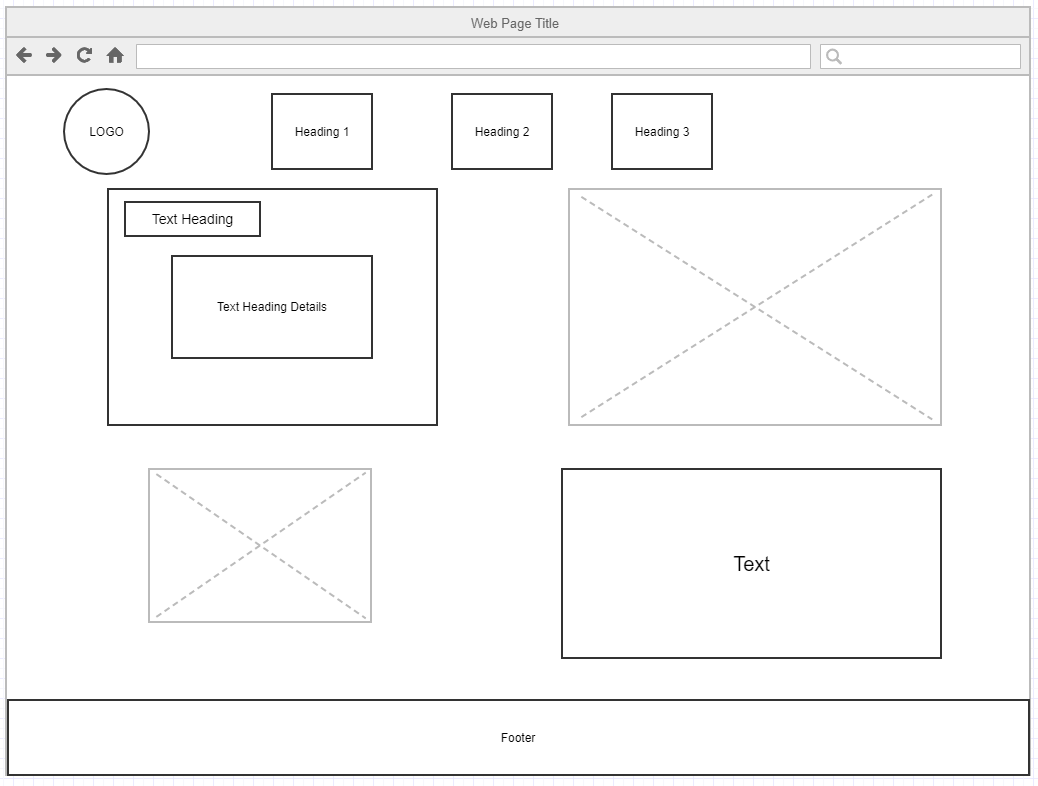 Web Page Title
LOGO
Heading 1
Heading 2
Heading 3
Text Heading
Text Heading Details
Text
Footer